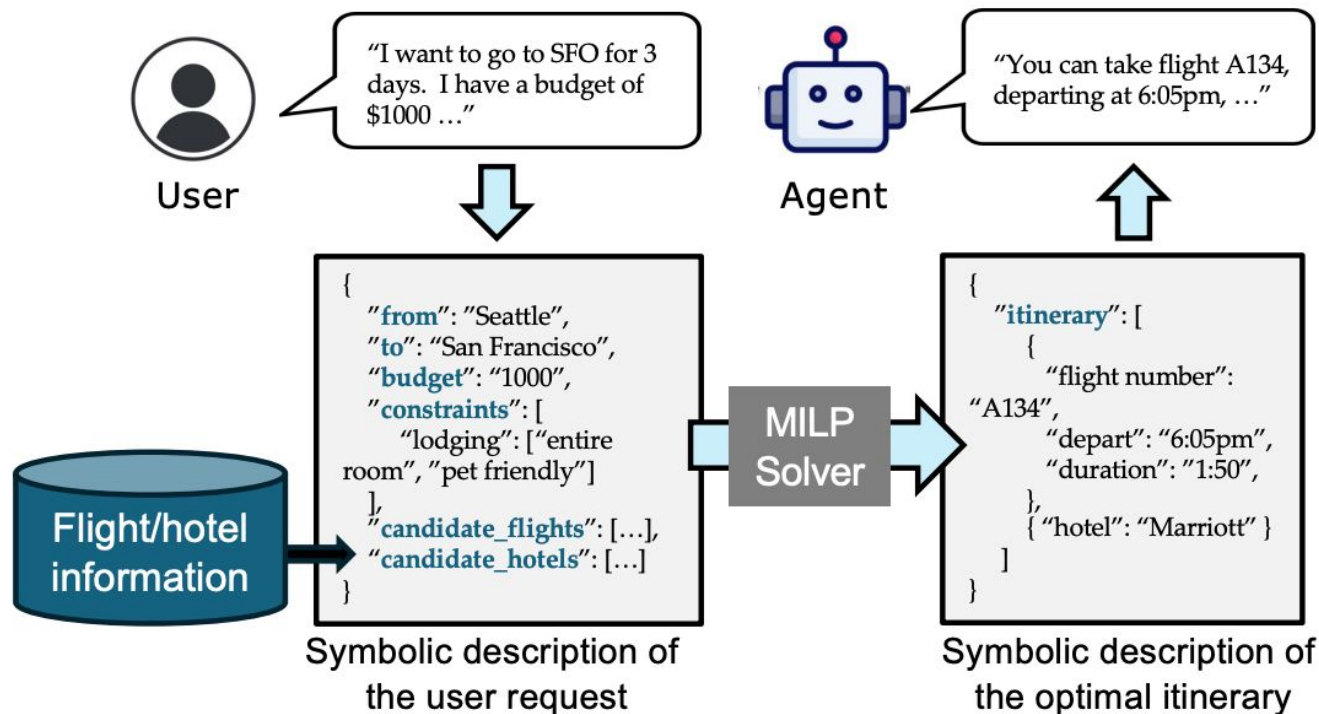 “I want to go to SFO for 3
days.  I have a budget of
$1000 …”
User
“You can take flight A134,
departing at 6:05pm, …”
Agent
{
”from”: ”Seattle”,
”to”: “San Francisco”,
“budget”: “1000”,
”constraints”: [
“lodging”: [“entire
room”, “pet friendly”]
],
”candidate_flights”: […],
“candidate_hotels”: […]
}
Flight/hotel
information
Symbolic description of
the user request
MILP
Solver
{
”itinerary”: [
{
“flight number”:
“A134”,
“depart”: “6:05pm”,
“duration”: ”1:50”,
},
{ “hotel”: “Marriott” }
]
}
Symbolic description of
the optimal itinerary